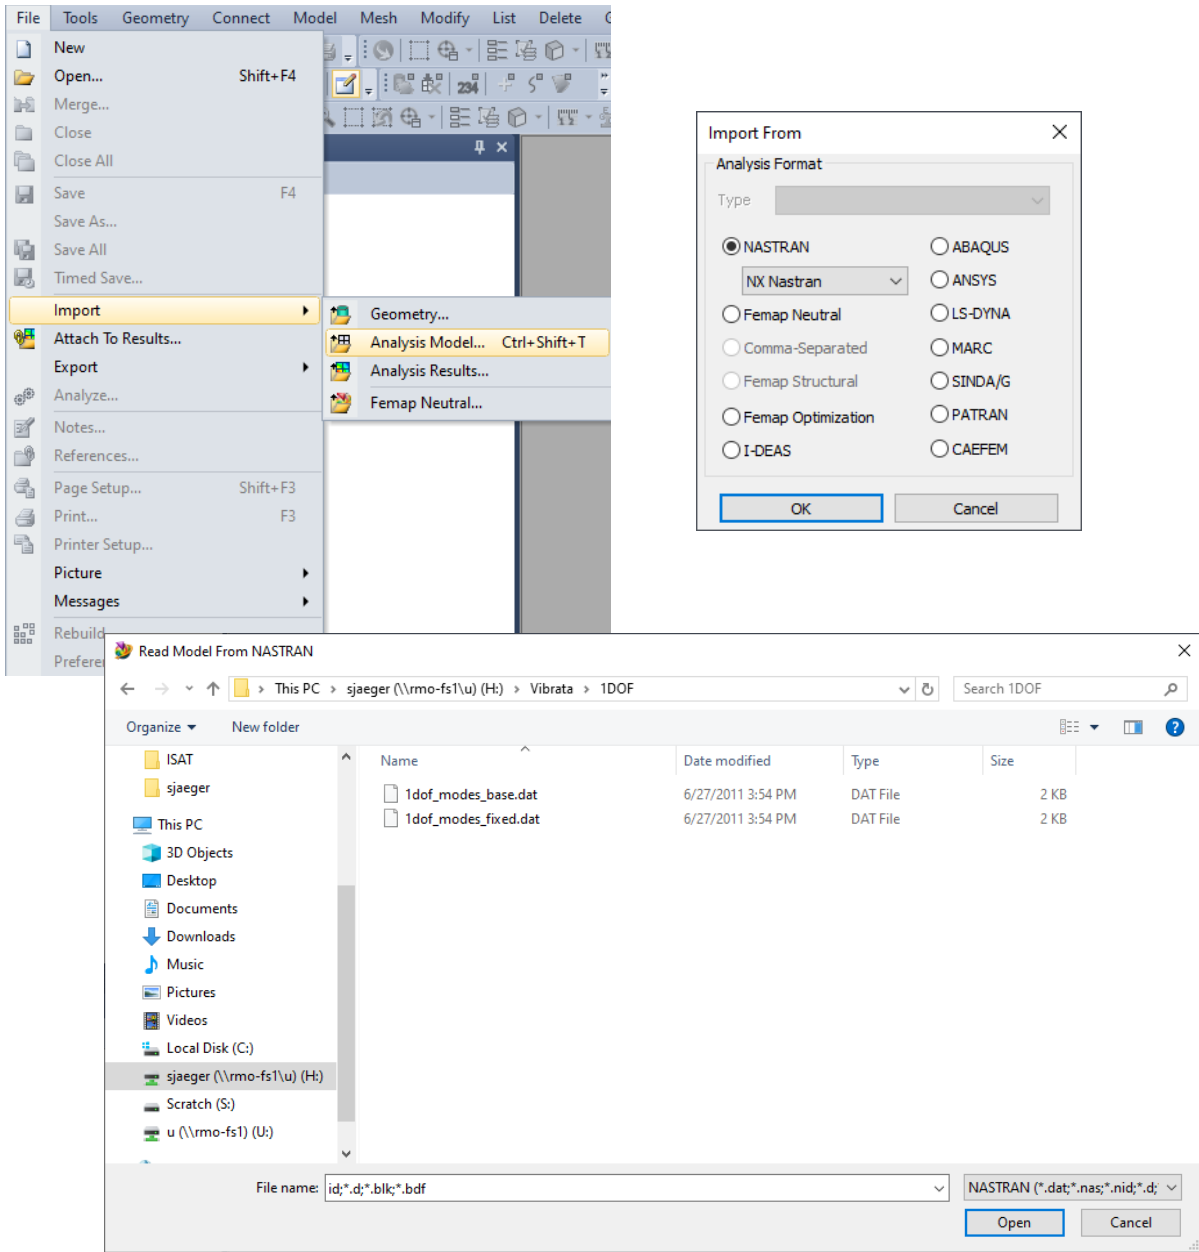 File Tools Geometry Connect Model Mesh Modify List Delete
New
Open... Shift+F4
Merge...
Close
Close All
Save F4
Save As...
Save All
Timed Save...
Import
Attach To Results...
Export
Analyze...
Notes...
References...
Page Setup... Shift+F3
Print... F3
Printer Setup...
Picture
Messages
Rebuild
234
Geometry...
Analysis Model... Ctrl+Shift+T
Analysis Results...
Femap Neutral...
Import From
Analysis Format
Type
NASTRAN ABAQUS
NX Nastran ANSYS
Femap Neutral LS-DYNA
Comma-Separated MARC
Femap Structural SINDA/G
Femap Optimization PATRAN
I-DEAS CAEFEM
OK Cancel
Read Model From NASTRAN
This PC > sjaeger (\\rmo-fs1\u) (H:) > Vibrata > 1DOF Search 1DOF
Organize New folder
Name Date modified Type Size
1dof_modes_base.dat 6/27/2011 3:54 PM DAT File 2 KB
1dof_modes_fixed.dat 6/27/2011 3:54 PM DAT File 2 KB
ISAT
sjaeger
This PC
3D Objects
Desktop
Documents
Downloads
Music
Pictures
Videos
Local Disk (C:)
sjaeger (\\rmo-fs1\u) (H:)
Scratch (S:)
u (\\rmo-fs1) (U:)
File name: id;*.d;*.blk;*.bdf NASTRAN (*.dat;*.nas;*.nid;*.d;
Open Cancel